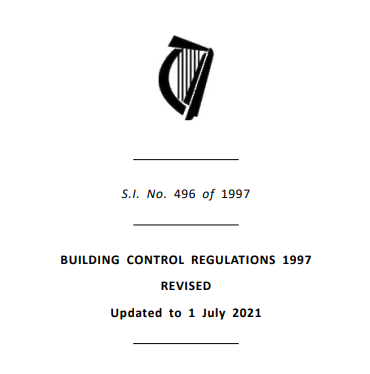 S.I. No. 496 of 1997
BUILDING CONTROL REGULATIONS 1997
REVISED
Updated to 1 July 2021